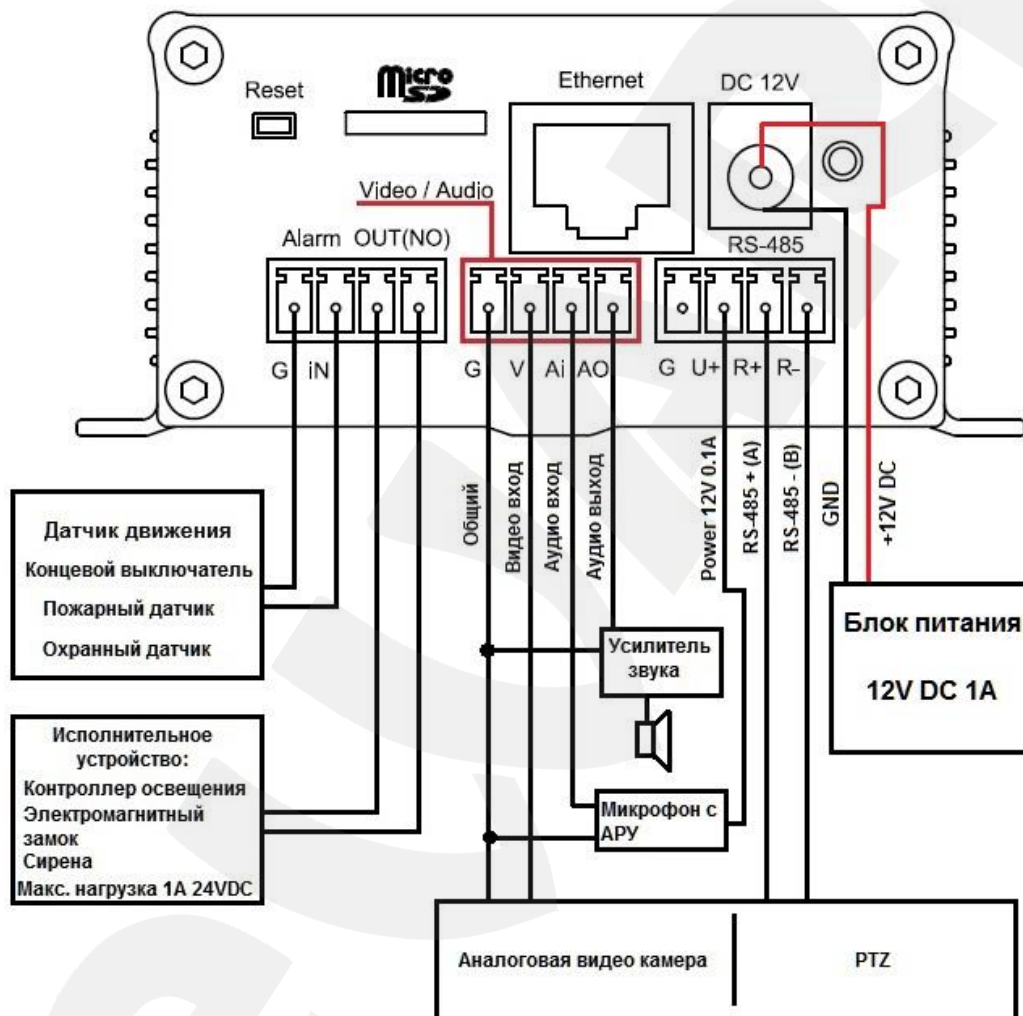 Reset
Micro SD
Ethernet
DC 12V
Video / Audio
RS-485
Alarm OUT(NO)
G iN
G V Ai AO
G U+ R+ R-
Общий
Видео вход
Аудио вход
Аудио выход
Power 12V 0.1A
RS-485 + (A)
RS-485 - (B)
GND
+12V DC
Датчик движения
Концевой выключатель
Пожарный датчик
Охранный датчик
Усилитель
звука
Блок питания
12V DC 1A
Исполнительное
устройство:
Контроллер освещения
Электромагнитный
замок
Сирена
Макс. нагрузка 1А 24VDC
Микрофон с
АРУ
Аналоговая видео камера
PTZ